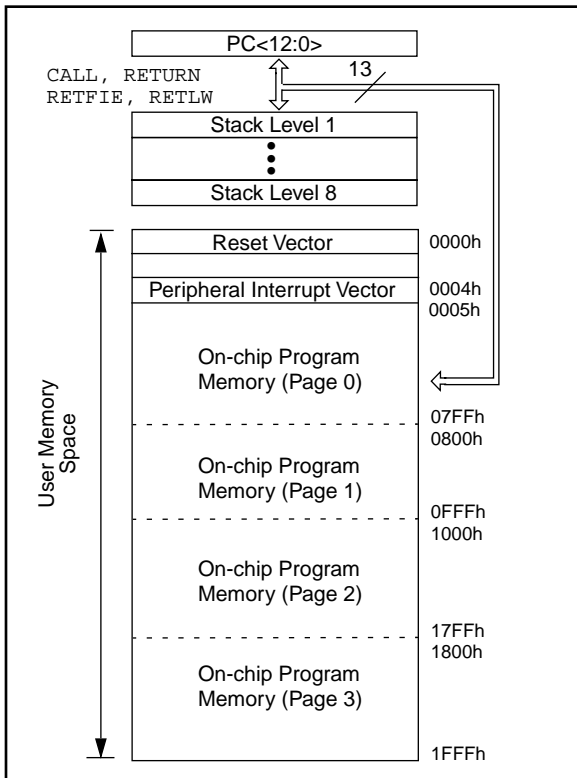 PC<12:0>
CALL, RETURN
RETFIE, RETLW
13
Stack Level 1
Stack Level 8
Reset Vector
0000h
Peripheral Interrupt Vector
0004h
0005h
On-chip Program
Memory (Page 0)
07FFh
0800h
User Memory
Space
On-chip Program
Memory (Page 1)
0FFFh
1000h
On-chip Program
Memory (Page 2)
17FFh
1800h
On-chip Program
Memory (Page 3)
1FFFh